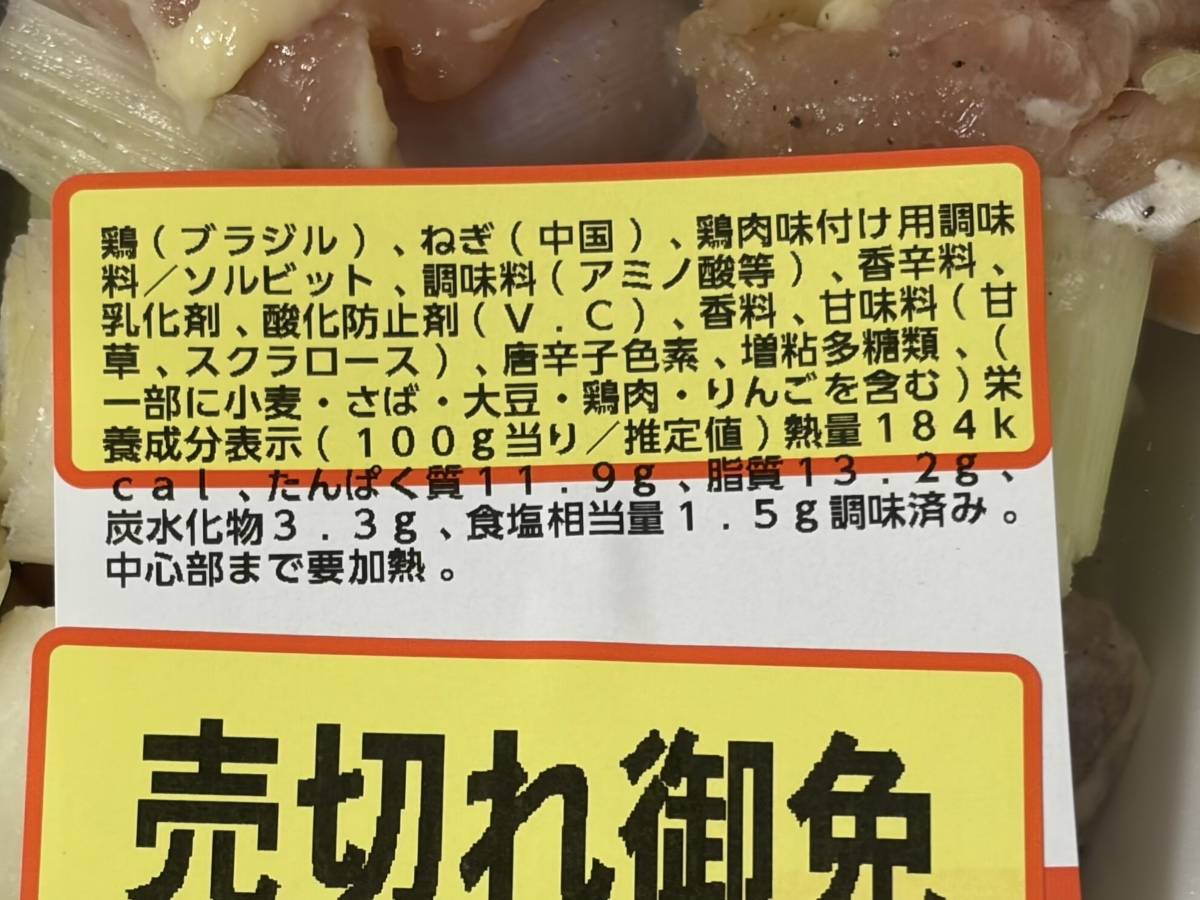 鶏（ブラジル）、ねぎ（中国）、鶏肉味付け用調味
料／ソルビット、調味料（アミノ酸等）、香辛料、
乳化剤、酸化防止剤（Ｖ．Ｃ）、香料、甘味料（甘
草、スクラロース）、唐辛子色素、増粘多糖類、（
一部に小麦・さば・大豆・鶏肉・りんごを含む）栄
養成分表示（１００ｇ当り／推定値）熱量１８４ｋ
ｃａｌ、たんぱく質１１．９ｇ、脂質１３．２ｇ、
炭水化物３．３ｇ、食塩相当量１．５ｇ調味済み。
中心部まで要加熱。
売切れ御免